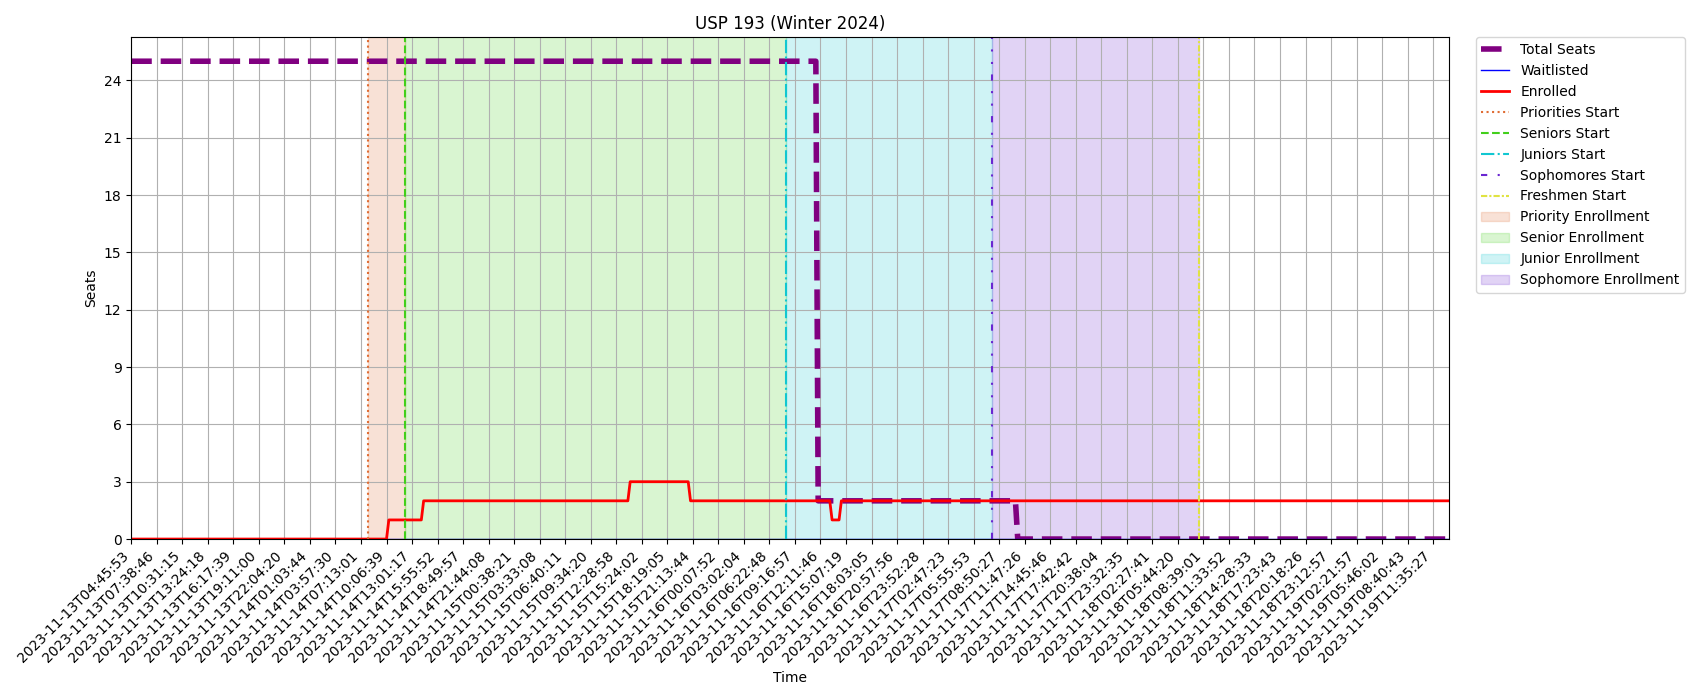 USP 193 (Winter 2024)
Total Seats
Waitlisted
Enrolled
Priorities Start
Seniors Start
Juniors Start
Sophomores Start
Freshmen Start
Priority Enrollment
Senior Enrollment
Junior Enrollment
Sophomore Enrollment
Seats
24
21
18
15
12
9
6
3
0
2023-11-13T04:45:53
2023-11-13T07:38:46
2023-11-13T10:31:15
2023-11-13T13:24:18
2023-11-13T16:17:39
2023-11-13T19:11:00
2023-11-13T22:04:20
2023-11-14T01:03:44
2023-11-14T03:57:30
2023-11-14T07:13:01
2023-11-14T10:06:39
2023-11-14T13:01:17
2023-11-14T15:55:52
2023-11-14T18:49:57
2023-11-14T21:44:08
2023-11-15T00:38:21
2023-11-15T03:33:08
2023-11-15T06:40:11
2023-11-15T09:34:20
2023-11-15T12:28:58
2023-11-15T15:24:02
2023-11-15T18:19:05
2023-11-15T21:13:44
2023-11-16T00:07:52
2023-11-16T03:02:04
2023-11-16T06:22:48
2023-11-16T09:16:57
2023-11-16T12:11:46
2023-11-16T15:07:19
2023-11-16T18:03:05
2023-11-16T20:57:56
2023-11-16T23:52:28
2023-11-17T02:47:23
2023-11-17T05:55:53
2023-11-17T08:50:27
2023-11-17T11:47:26
2023-11-17T14:45:46
2023-11-17T17:42:42
2023-11-17T20:38:04
2023-11-17T23:32:35
2023-11-18T02:27:41
2023-11-18T05:44:20
2023-11-18T08:39:01
2023-11-18T11:33:52
2023-11-18T14:28:33
2023-11-18T17:23:43
2023-11-18T20:18:26
2023-11-18T23:12:57
2023-11-19T02:21:57
2023-11-19T05:46:02
2023-11-19T08:40:43
2023-11-19T11:35:27
Time